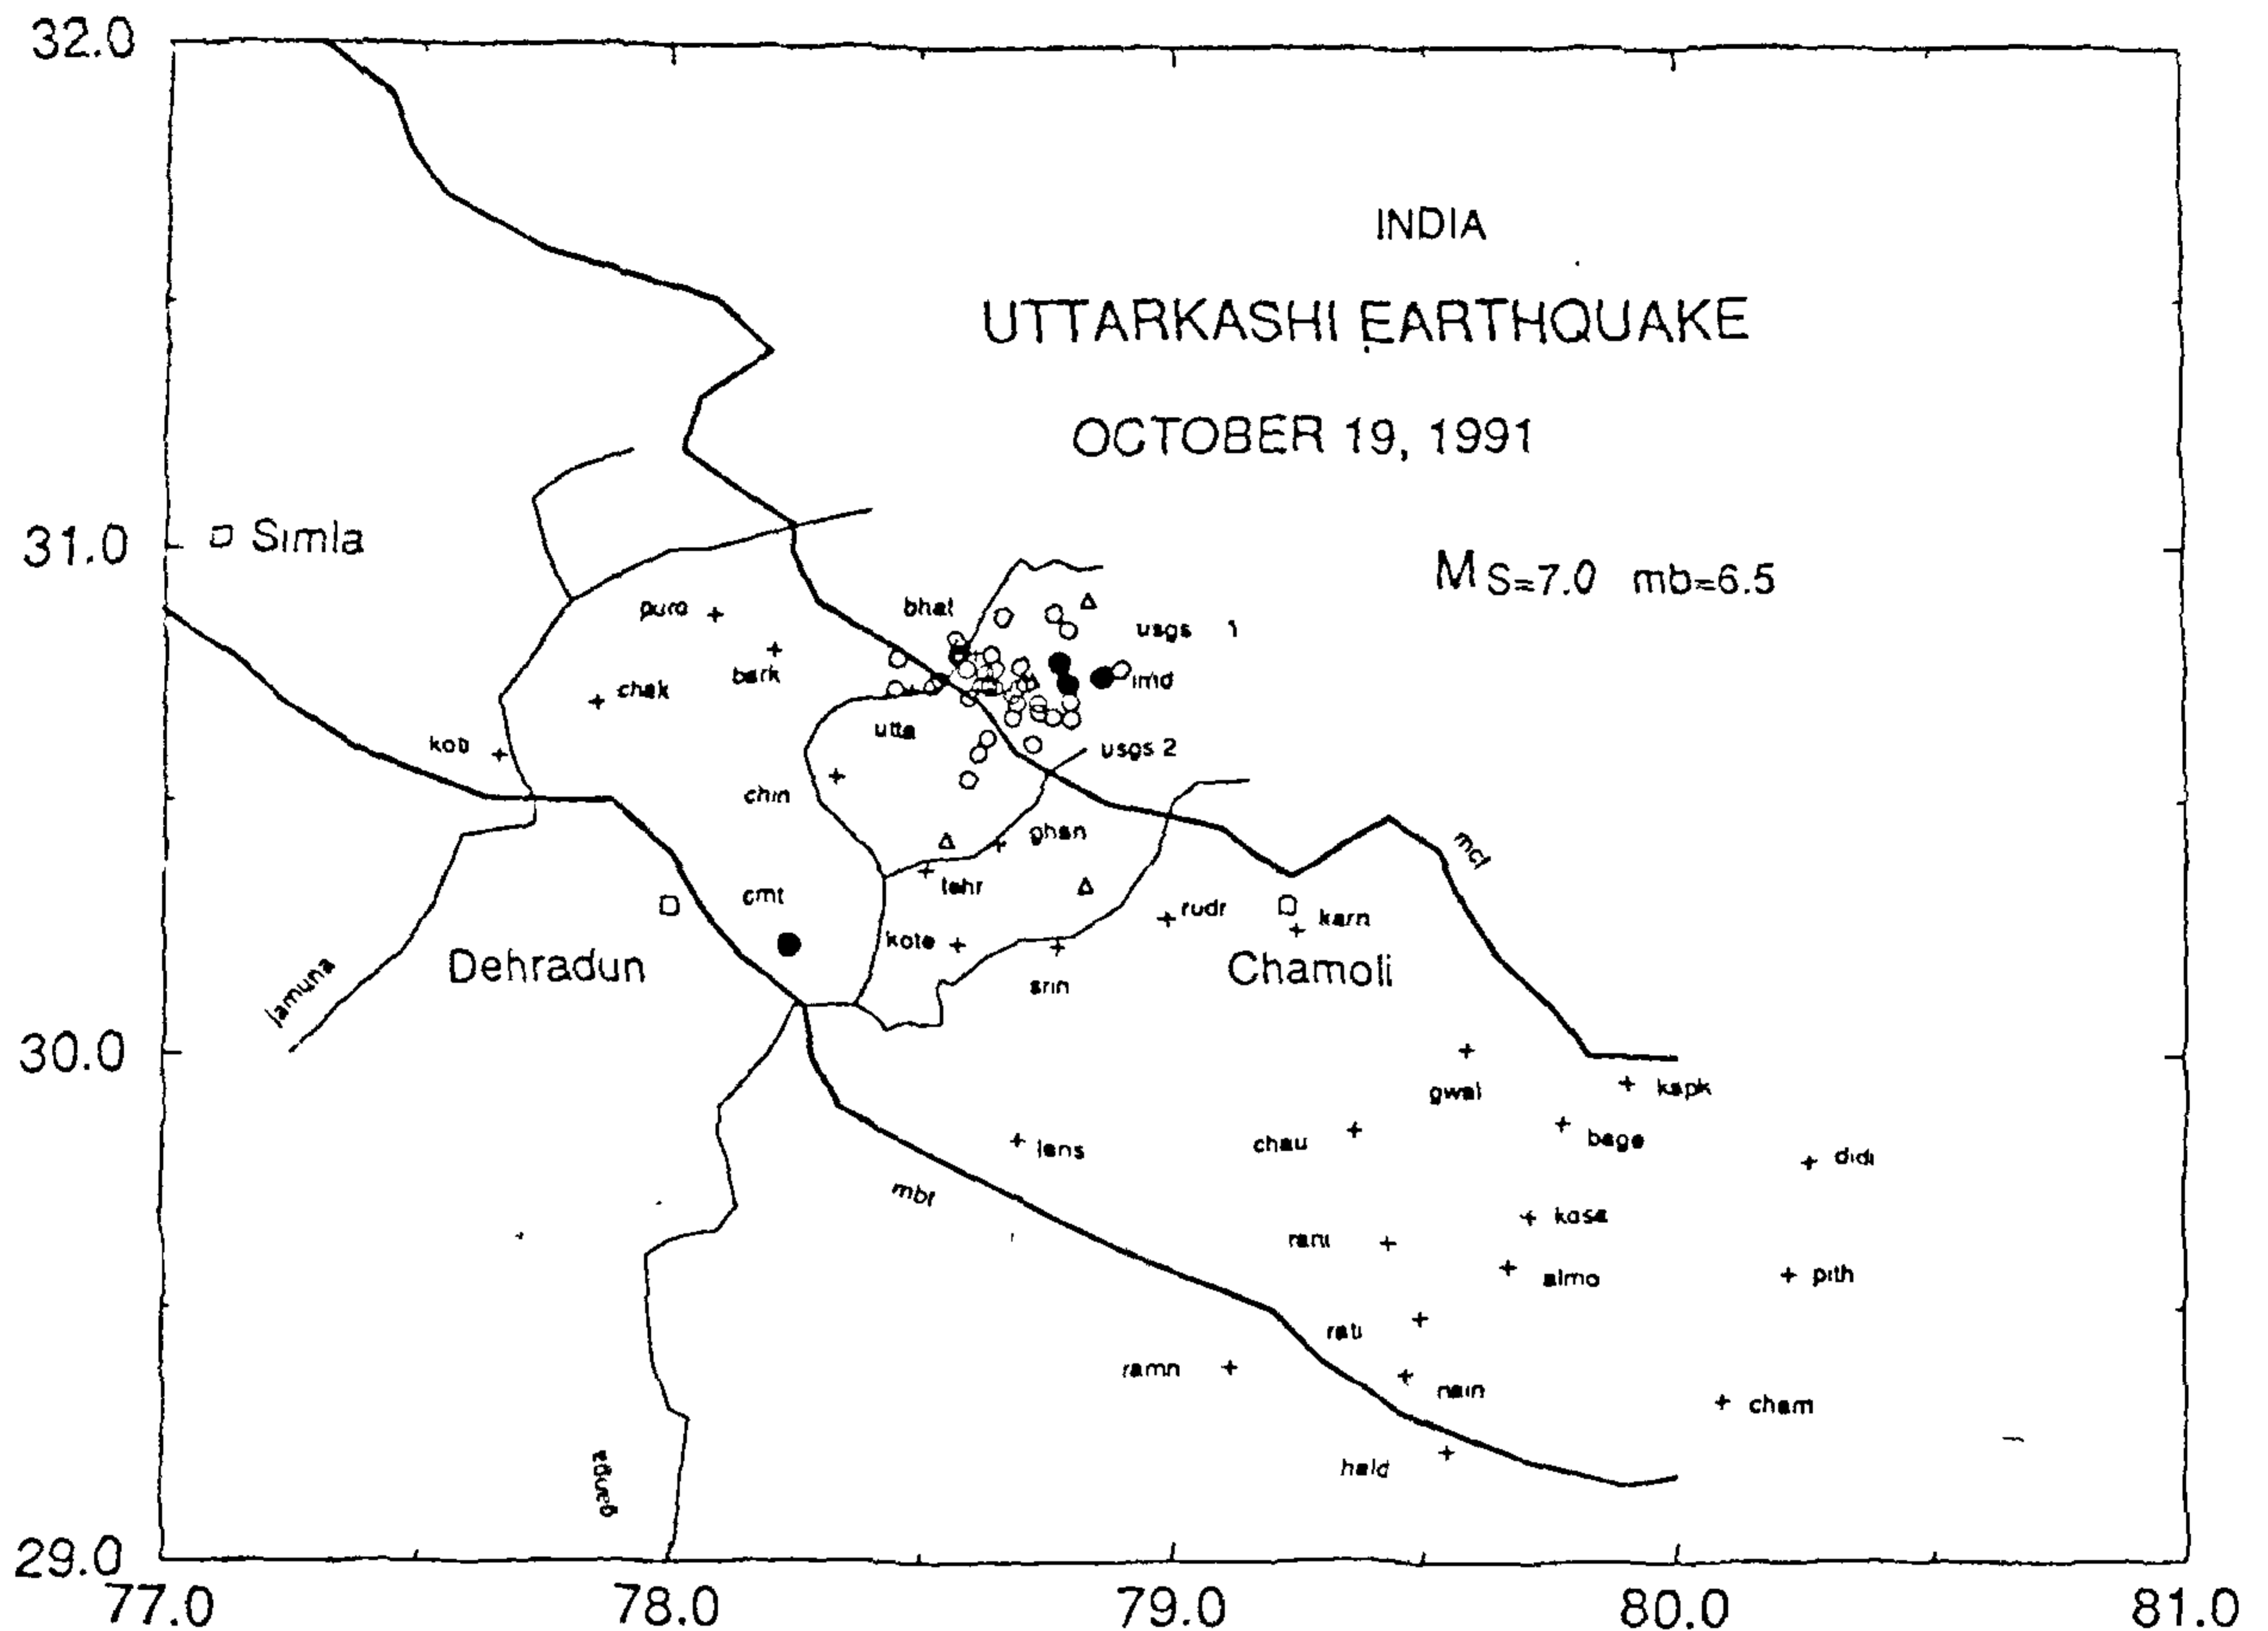 32.0
INDIA
UTTARKASHI EARTHQUAKE
OCTOBER 19, 1991
31.0
Simla
MS=7.0 mb=6.5
puro
bhat
usgs 1
bark
imd
chak
utta
kob
usgs 2
chin
ghan
mct
cmt
tehr
rudr
karn
kote
Dehradun
Chamoli
jamuna
srin
30.0
gwal
kapk
lans
chau
bage
didi
mbt
kasa
rani
almo
pith
rati
ramn
nain
cham
ganga
hald
29.0
77.0
78.0
79.0
80.0
81.0